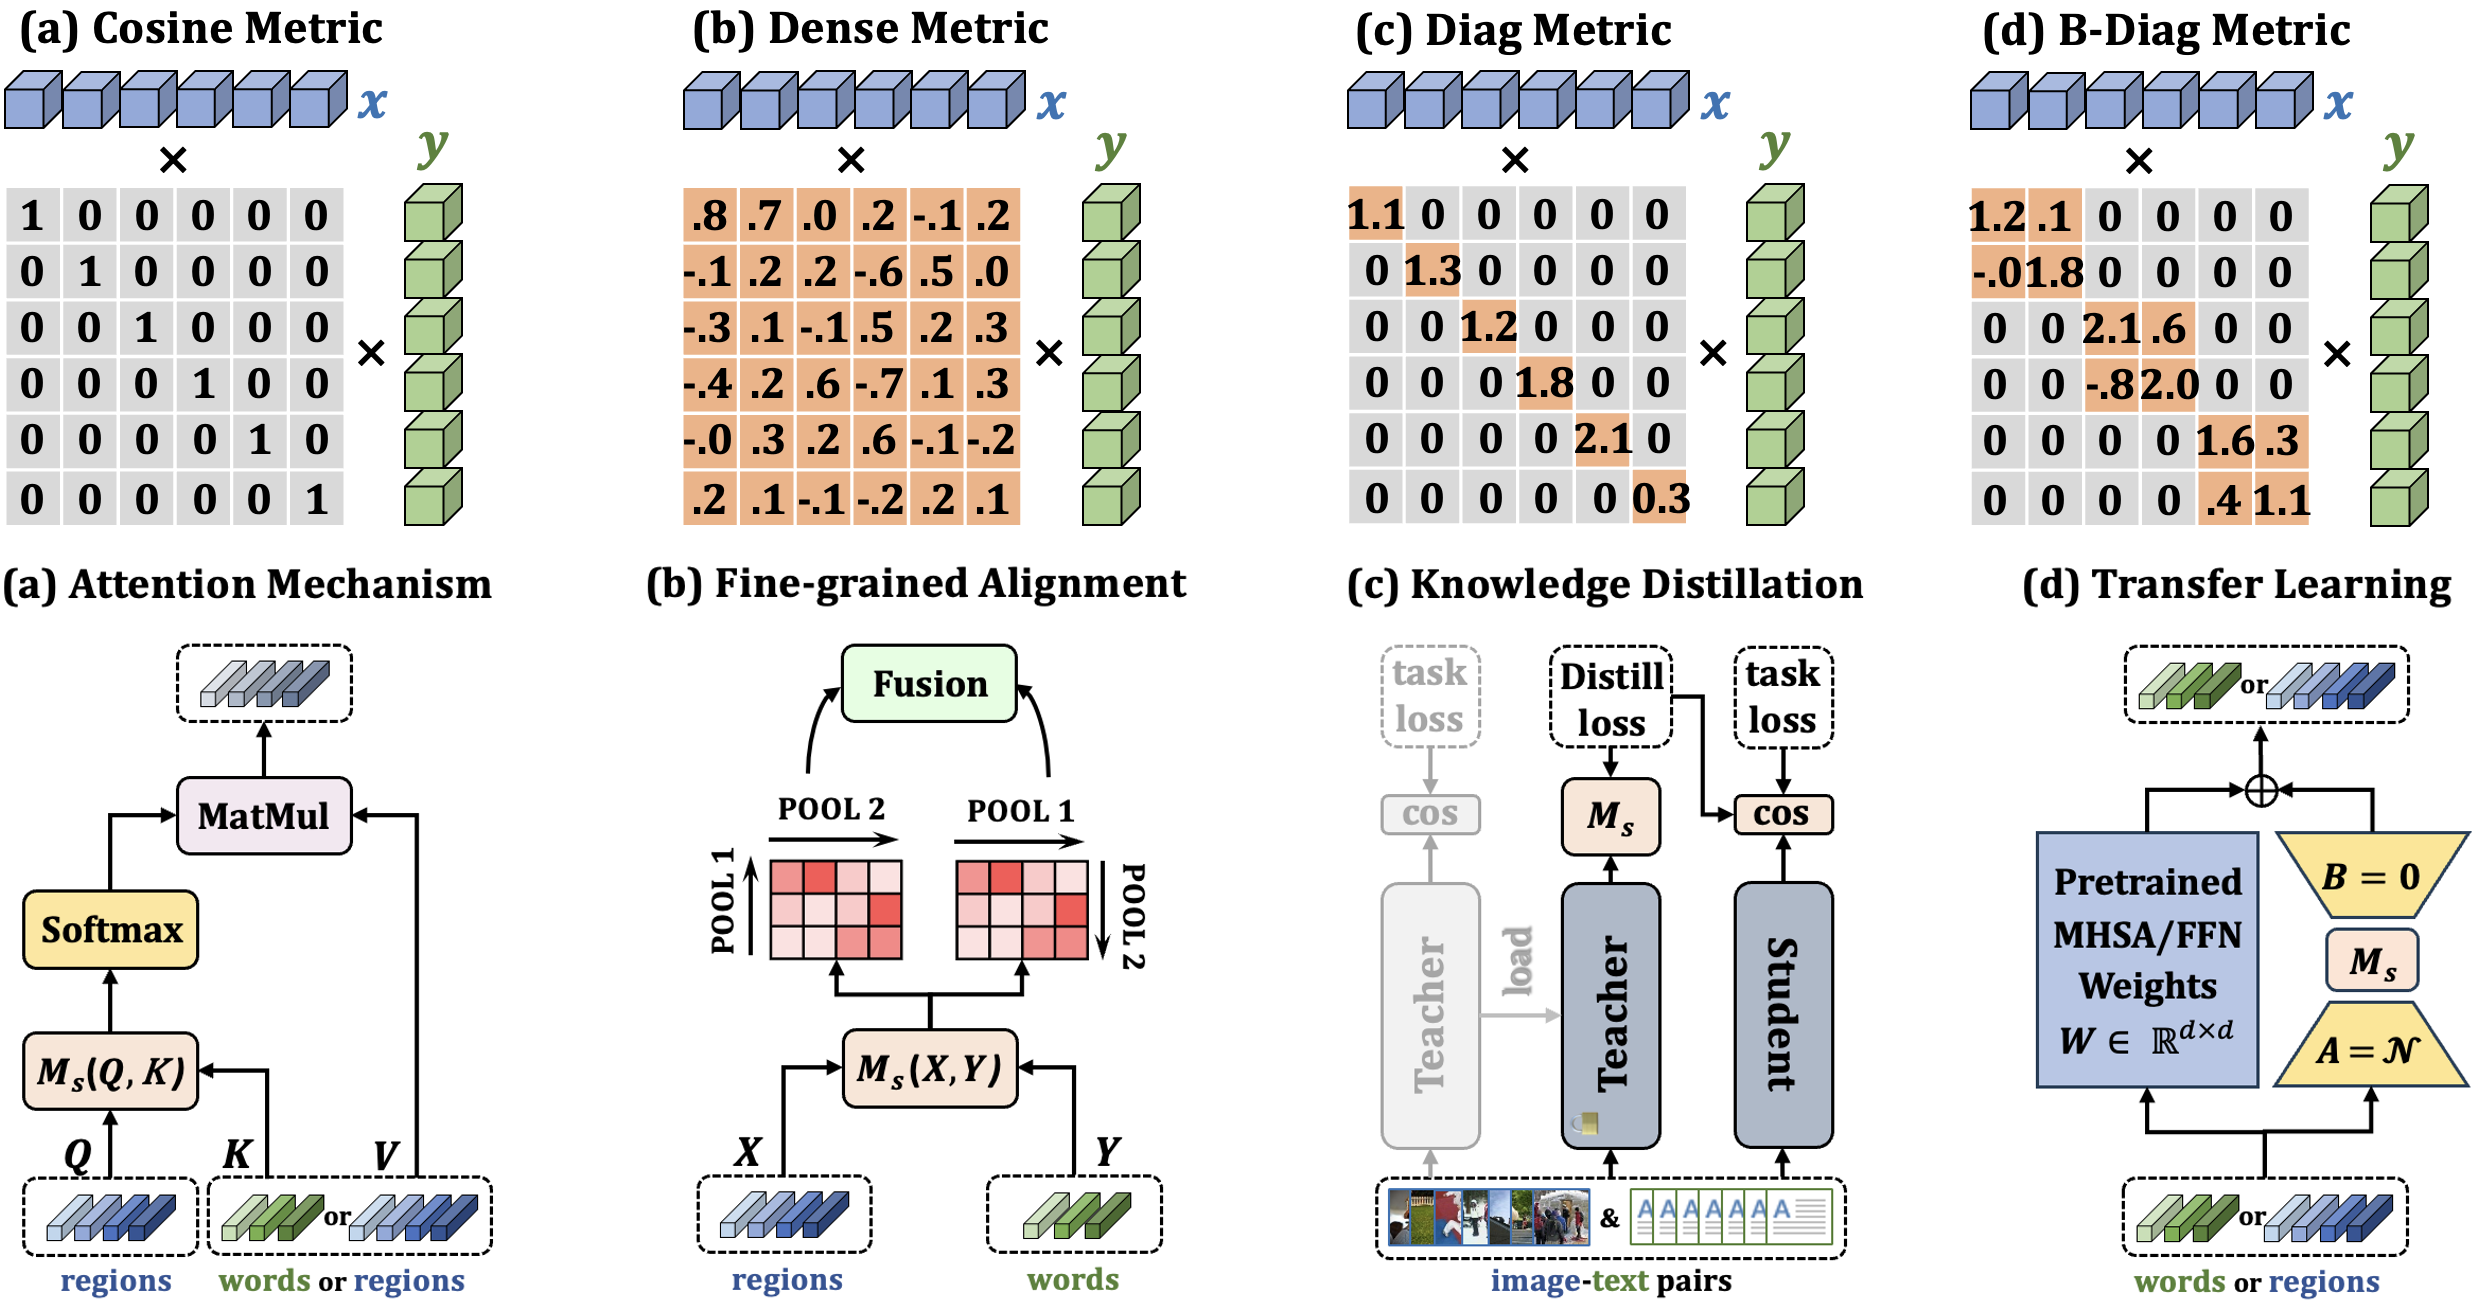 (a) Cosine Metric
x
y
×
1 0 0 0 0 0
0 1 0 0 0 0
0 0 1 0 0 0
×
0 0 0 1 0 0
0 0 0 0 1 0
0 0 0 0 0 1
(b) Dense Metric
x
y
×
.8 .7 .0 .2 -.1 .2
-.1 .2 .2 -.6 .5 .0
-.3 .1 -.1 .5 .2 .3
×
-.4 .2 .6 -.7 .1 .3
-.0 .3 .2 .6 -.1 -.2
.2 .1 -.1 -.2 .2 .1
(c) Diag Metric
x
y
×
1.1 0 0 0 0 0
0 1.3 0 0 0 0
0 0 1.2 0 0 0
×
0 0 0 1.8 0 0
0 0 0 0 2.1 0
0 0 0 0 0 0.3
(d) B-Diag Metric
x
y
×
1.2 .1 0 0 0 0
-.0 1.8 0 0 0 0
0 0 2.1 .6 0 0
×
0 0 -.8 2.0 0 0
0 0 0 0 1.6 .3
0 0 0 0 .4 1.1
(a) Attention Mechanism
MatMul
Softmax
Mₛ(Q, K)
Q
K
V
or
regions
words or regions
(b) Fine-grained Alignment
Fusion
POOL 2
POOL 1
POOL 1
POOL 2
Mₛ(X, Y)
X
Y
regions
words
(c) Knowledge Distillation
task
loss
Distill
loss
task
loss
cos
Mₛ
cos
Teacher
load
Teacher
Student
&
A A A A A A A
image-text pairs
(d) Transfer Learning
or
Pretrained
MHSA/FFN
Weights
W ∈ ℝᵈˣᵈ
B = 0
Mₛ
A = 𝒩
or
words or regions